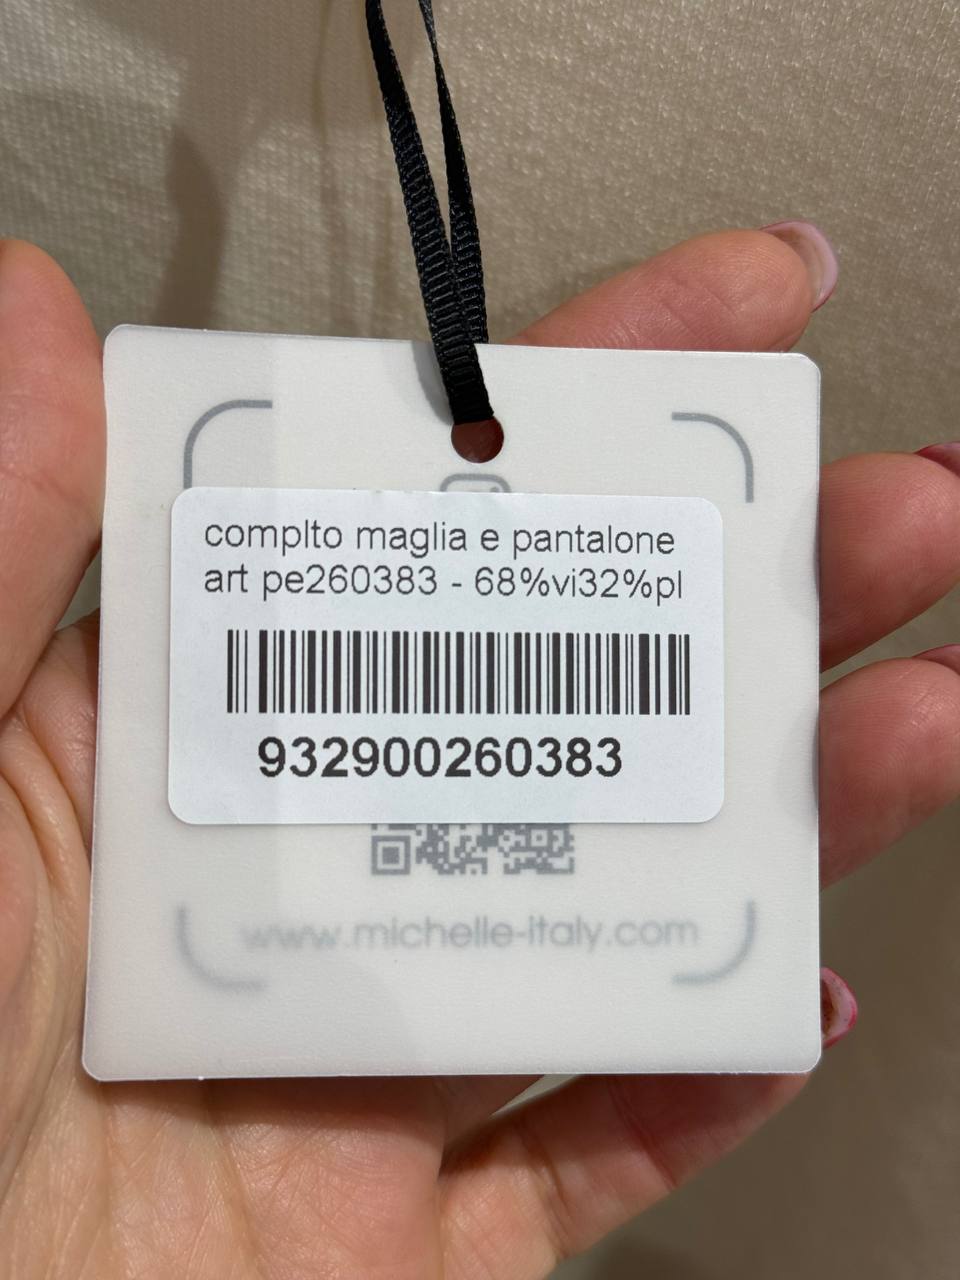 complto maglia e pantalone
art pe260383 - 68%vi32%pl
932900260383
www.michelle-italy.com